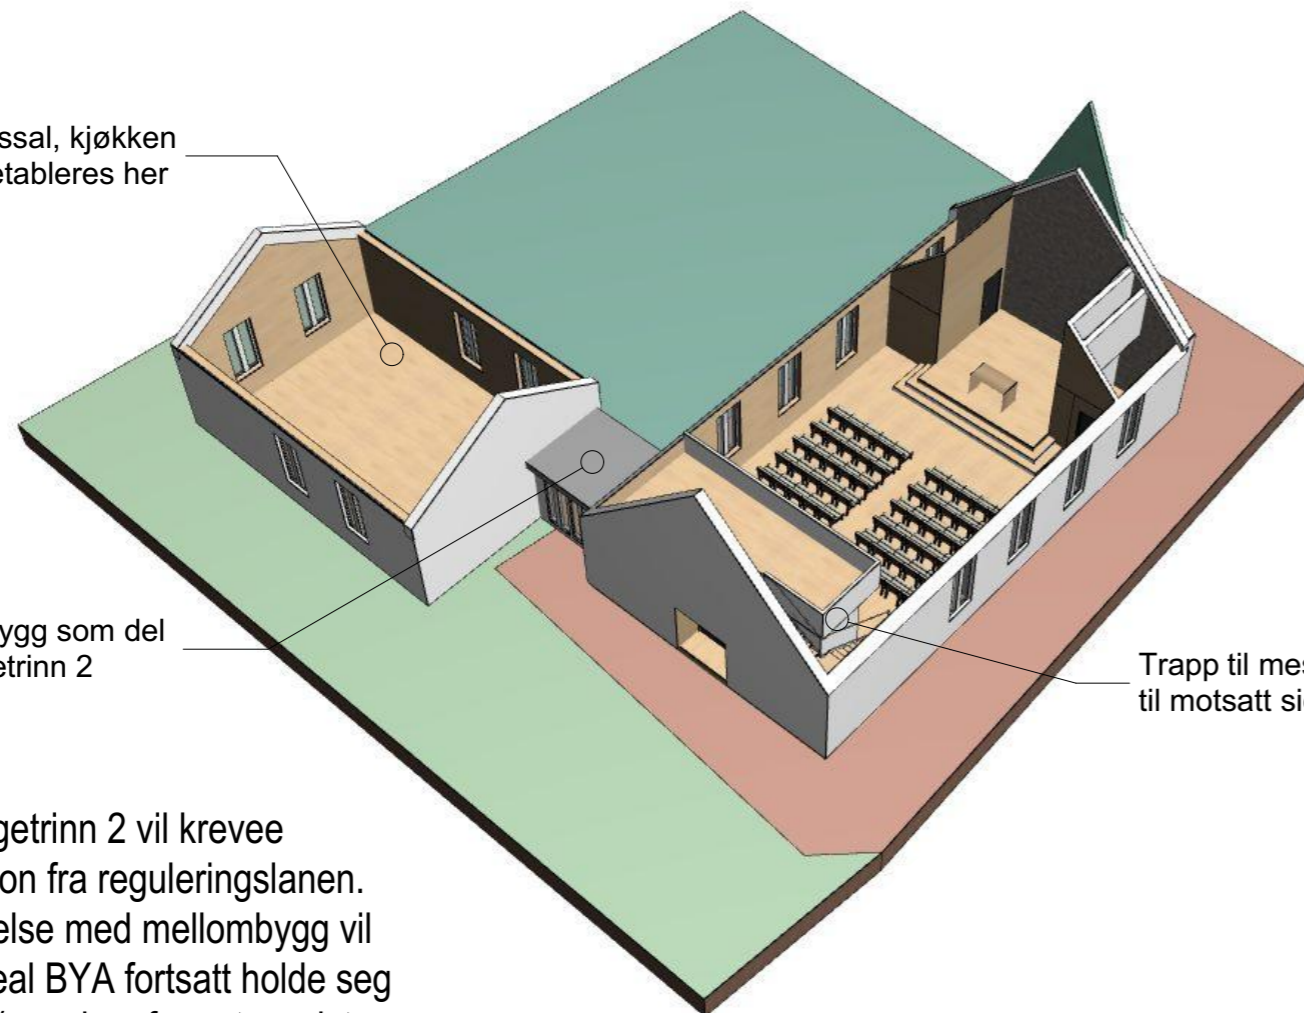 ssal, kjøkken
etableres her
ygg som del
etrinn 2
Trapp til mes
til motsatt si
getrinn 2 vil krevee
on fra reguleringslanen.
else med mellombygg vil
eal BYA fortsatt holde seg